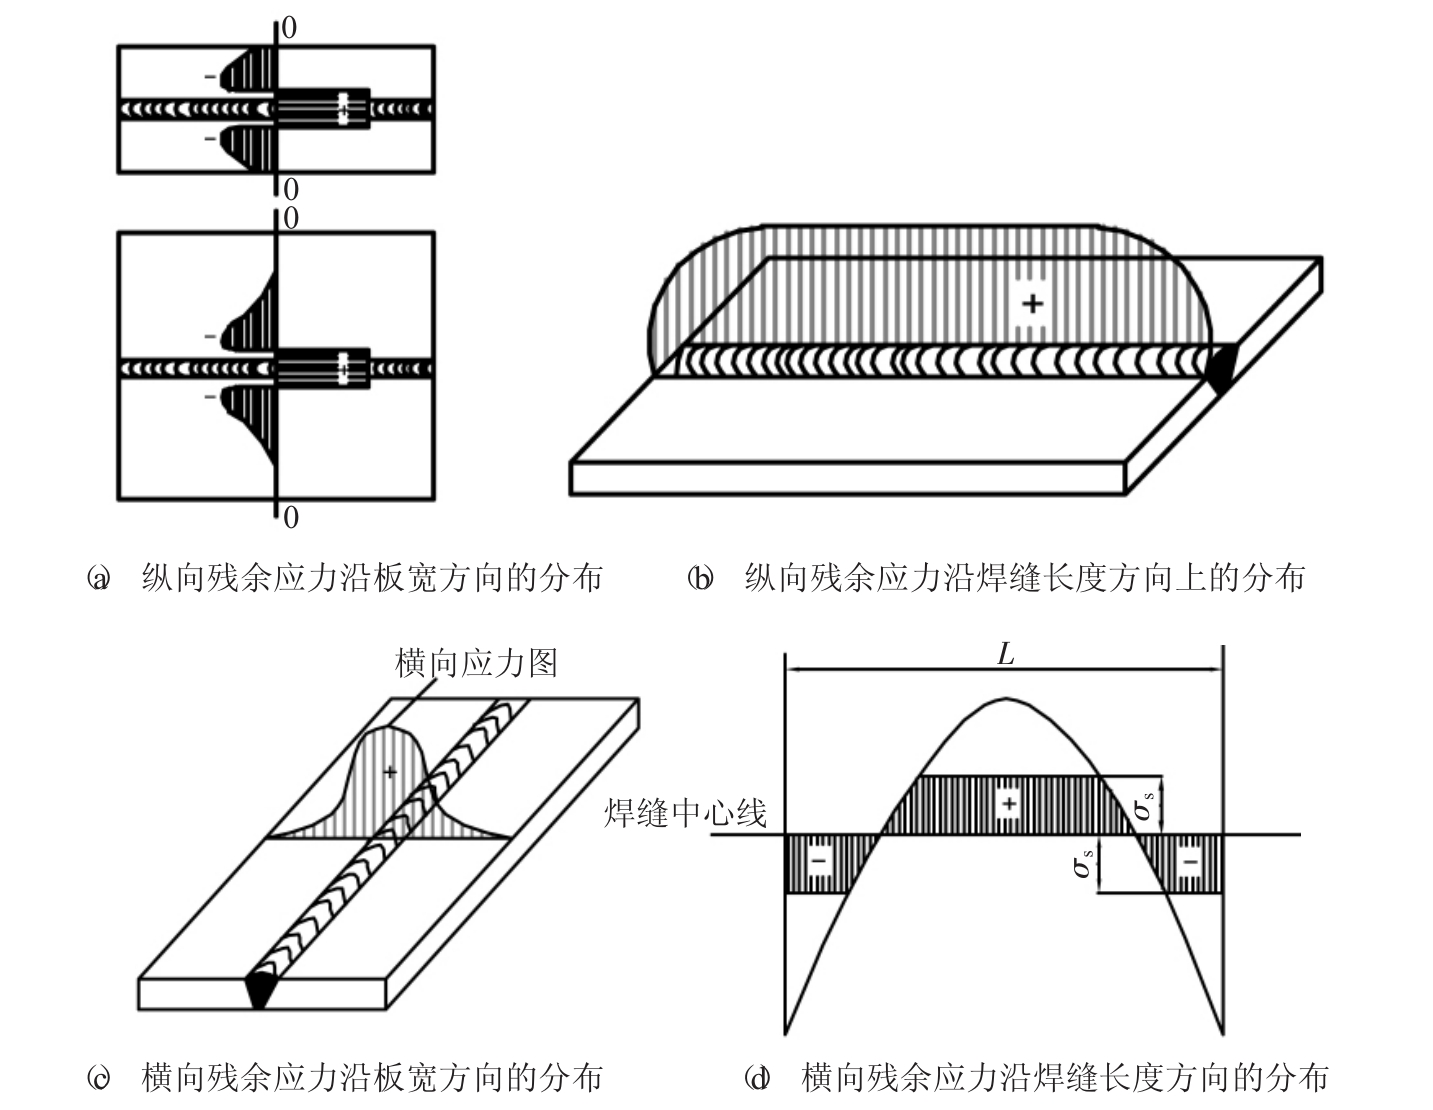 0
−
+
−
0
0
−
+
−
0
+
(a) 纵向残余应力沿板宽方向的分布
(b) 纵向残余应力沿焊缝长度方向上的分布
横向应力图
+
L
焊缝中心线
+
σs
σs
−
−
(c) 横向残余应力沿板宽方向的分布
(d) 横向残余应力沿焊缝长度方向的分布